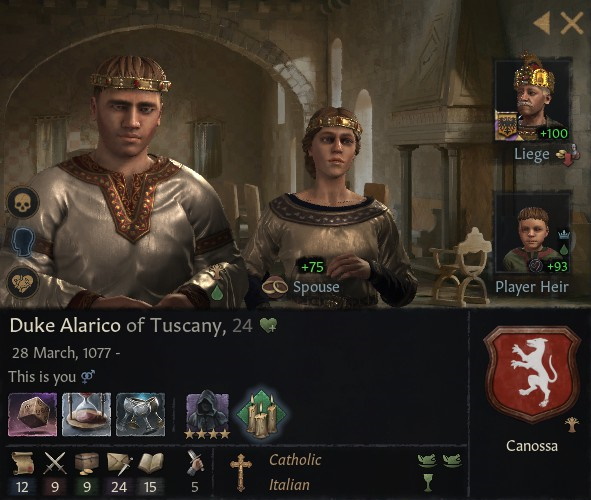 +100
Liege
+93
Player Heir
+75
Spouse
Duke Alarico of Tuscany, 24
28 March, 1077 -
This is you
Canossa
12 9 9 24 15 5
Catholic
Italian